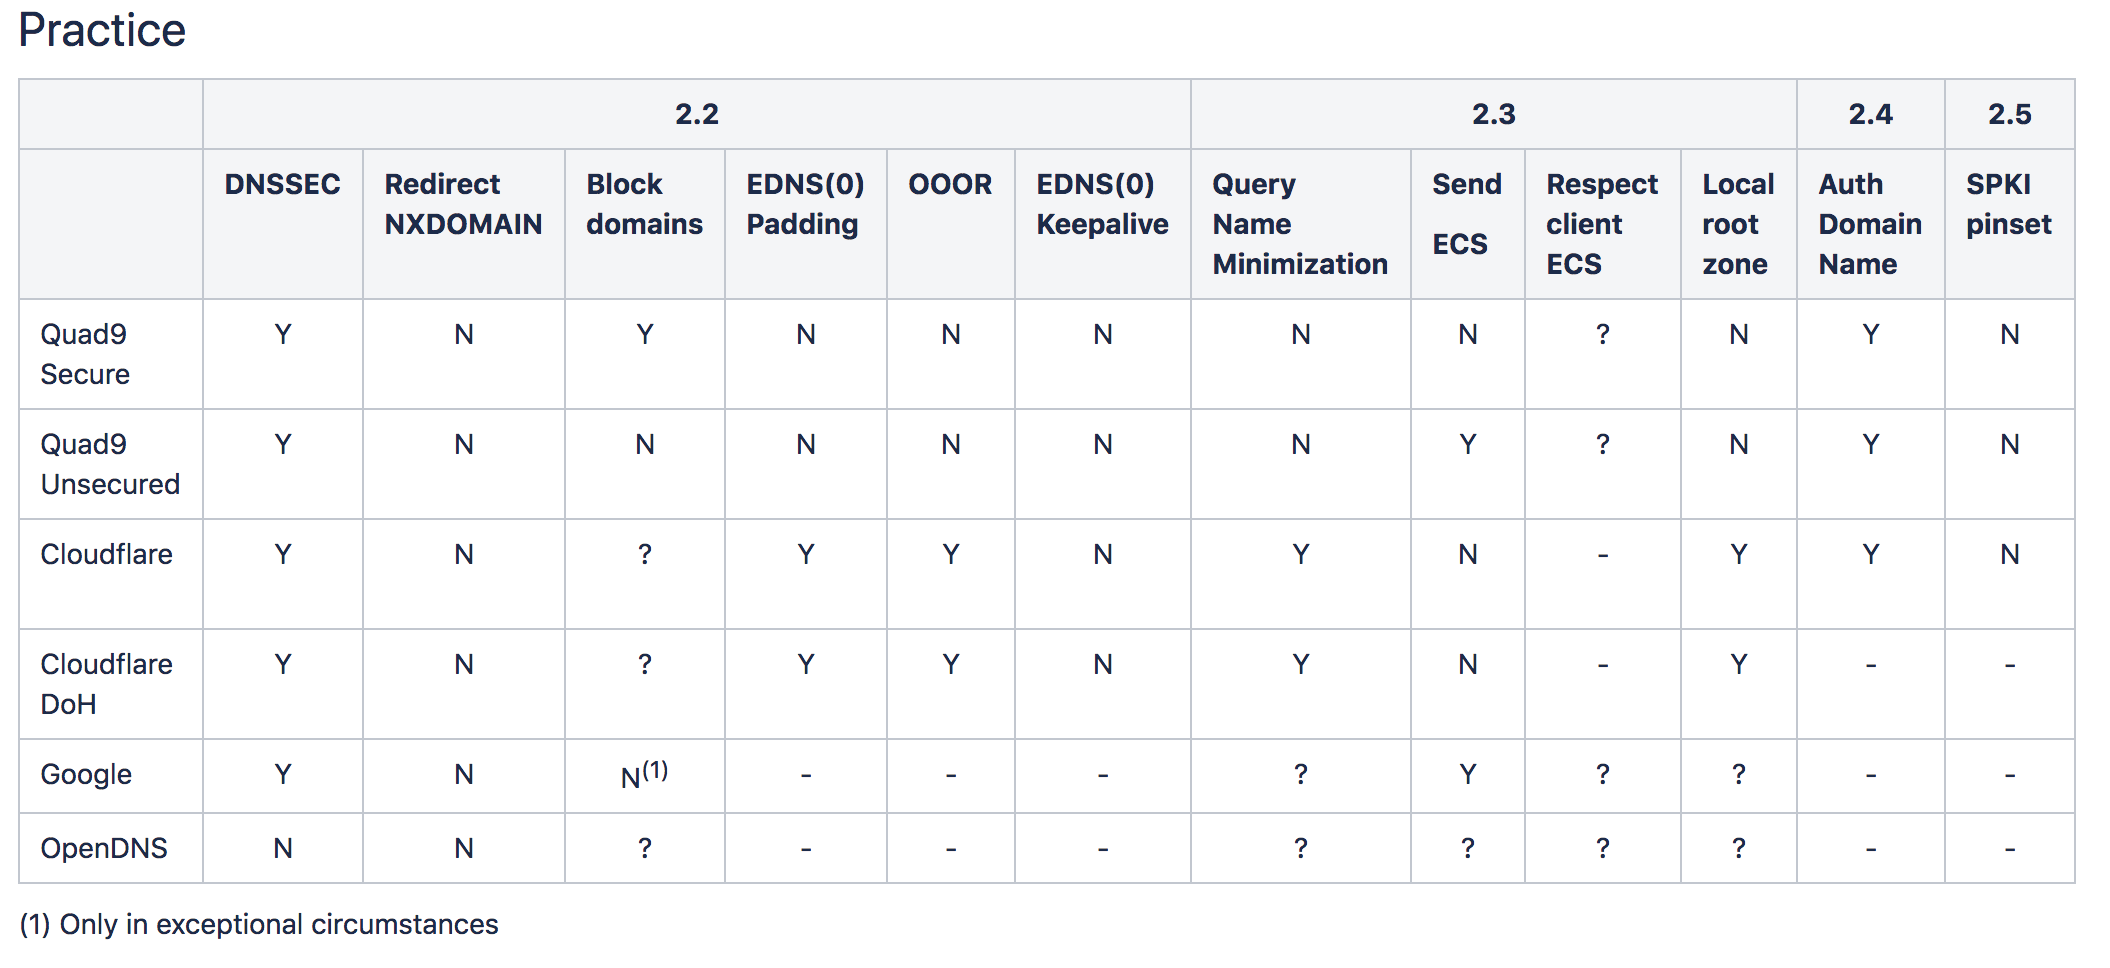 Practice
2.2 2.3 2.4 2.5
DNSSEC Redirect NXDOMAIN Block domains EDNS(0) Padding OOOR EDNS(0) Keepalive Query Name Minimization Send ECS Respect client ECS Local root zone Auth Domain Name SPKI pinset
Quad9 Secure Y N Y N N N N N ? N Y N
Quad9 Unsecured Y N N N N N N Y ? N Y N
Cloudflare Y N ? Y Y N Y N - Y Y N
Cloudflare DoH Y N ? Y Y N Y N - Y - -
Google Y N N(1) - - - ? Y ? ? - -
OpenDNS N N ? - - - ? ? ? ? - -
(1) Only in exceptional circumstances